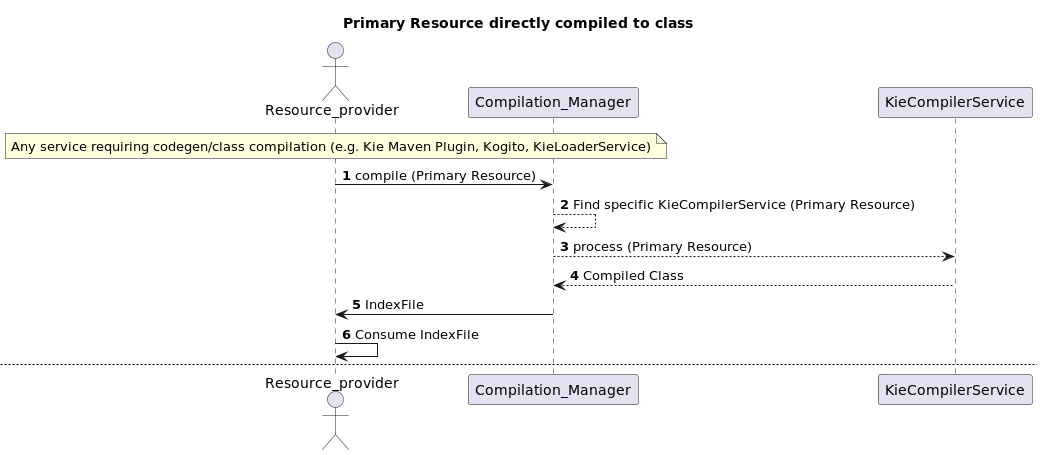 Primary Resource directly compiled to class
Resource_provider
Compilation_Manager
KieCompilerService
Any service requiring codegen/class compilation (e.g. Kie Maven Plugin, Kogito, KieLoaderService)
1 compile (Primary Resource)
2 Find specific KieCompilerService (Primary Resource)
3 process (Primary Resource)
4 Compiled Class
5 IndexFile
6 Consume IndexFile
Resource_provider
Compilation_Manager
KieCompilerService